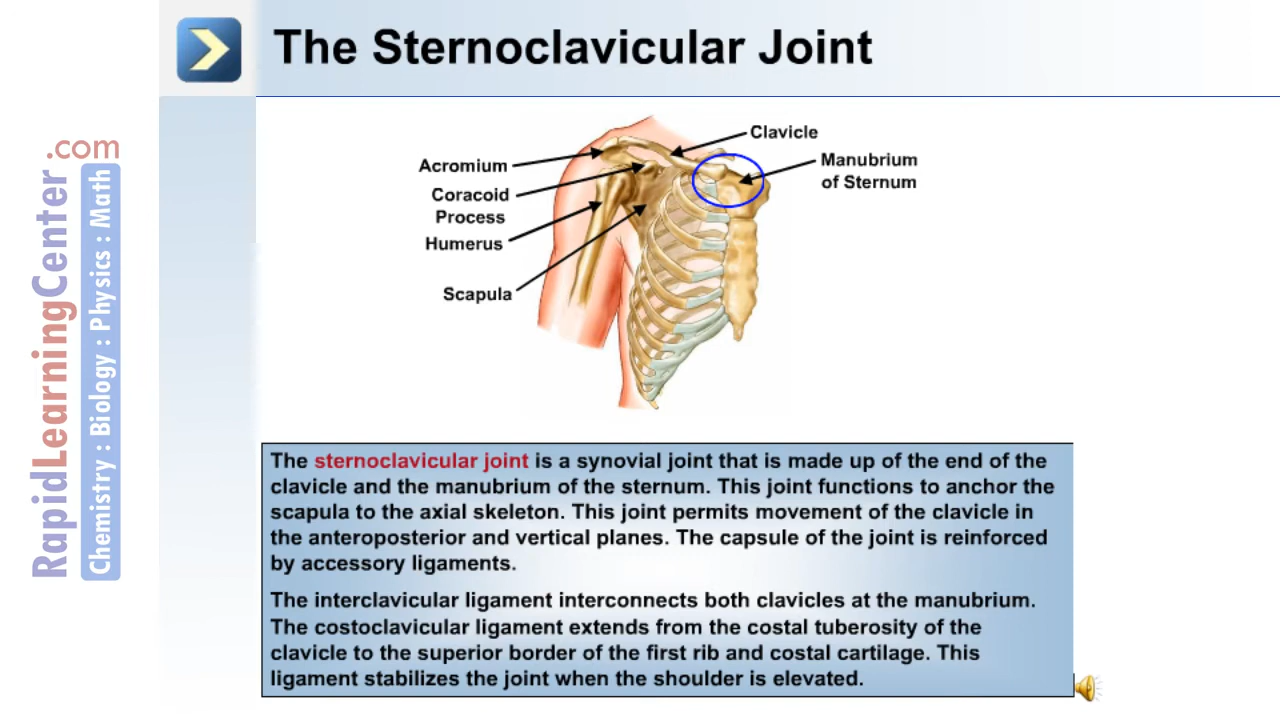 The Sternoclavicular Joint
RapidLearningCenter.com
Chemistry : Biology : Physics : Math
Clavicle
Manubrium
of Sternum
Acromium
Coracoid
Process
Humerus
Scapula
The sternoclavicular joint is a synovial joint that is made up of the end of the
clavicle and the manubrium of the sternum. This joint functions to anchor the
scapula to the axial skeleton. This joint permits movement of the clavicle in
the anteroposterior and vertical planes. The capsule of the joint is reinforced
by accessory ligaments.
The interclavicular ligament interconnects both clavicles at the manubrium.
The costoclavicular ligament extends from the costal tuberosity of the
clavicle to the superior border of the first rib and costal cartilage. This
ligament stabilizes the joint when the shoulder is elevated.